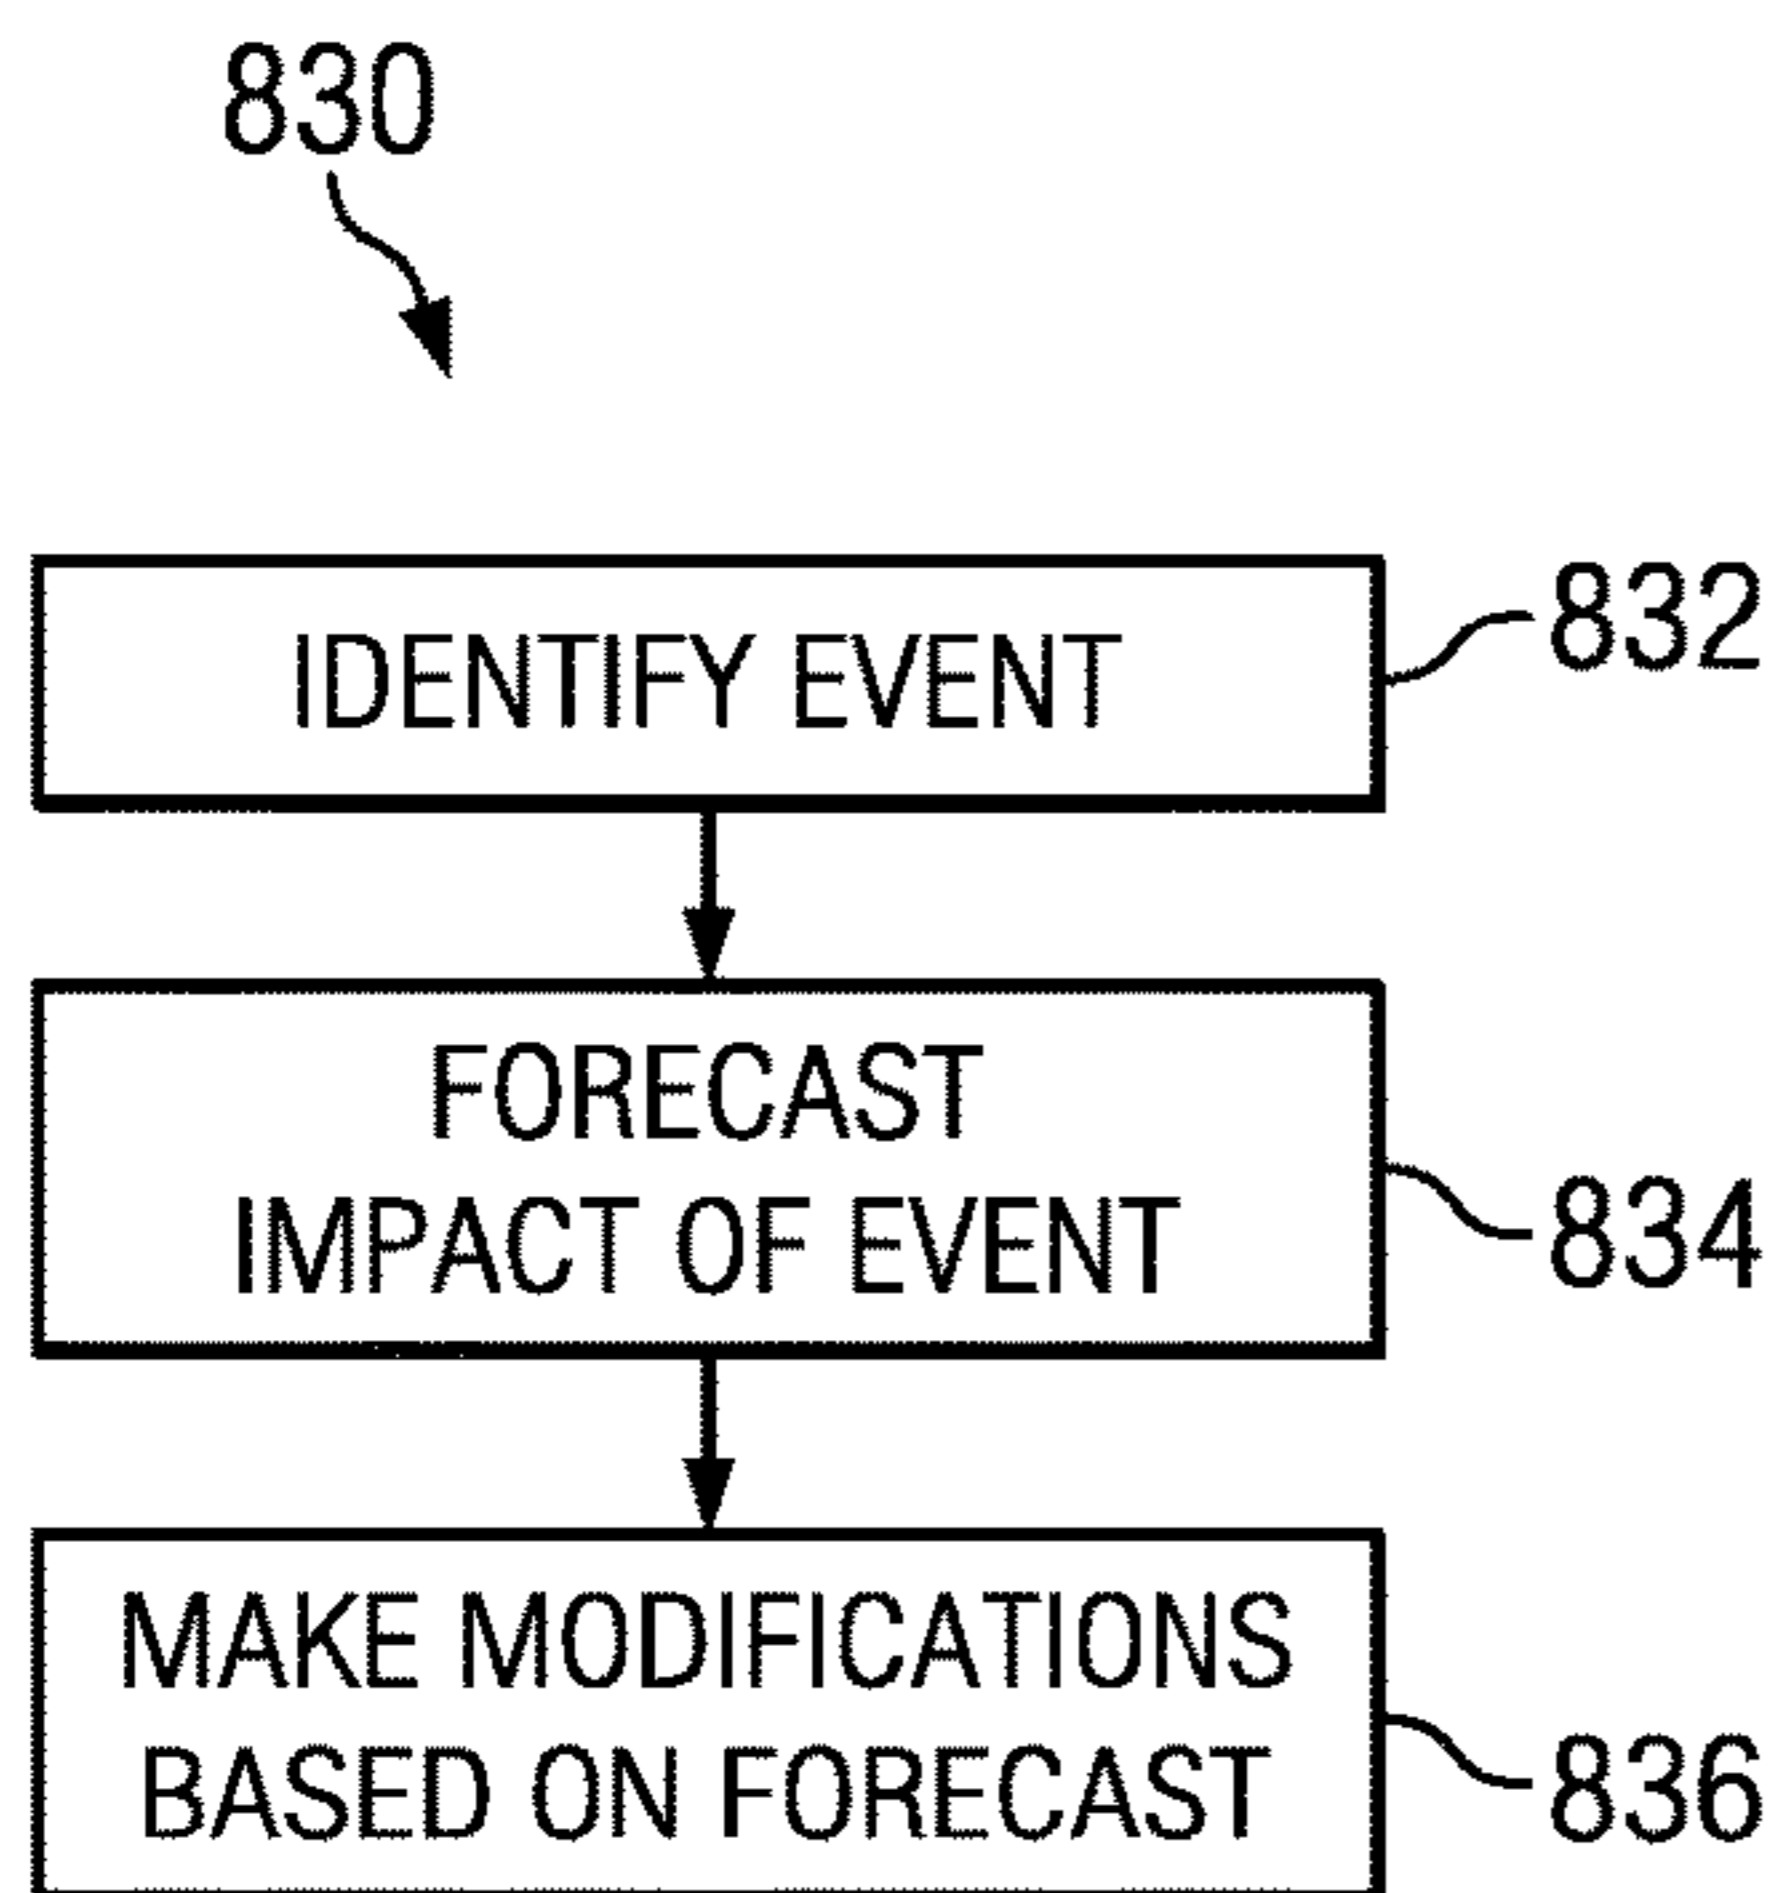 830
IDENTIFY EVENT
832
FORECAST
IMPACT OF EVENT
834
MAKE MODIFICATIONS
BASED ON FORECAST
836